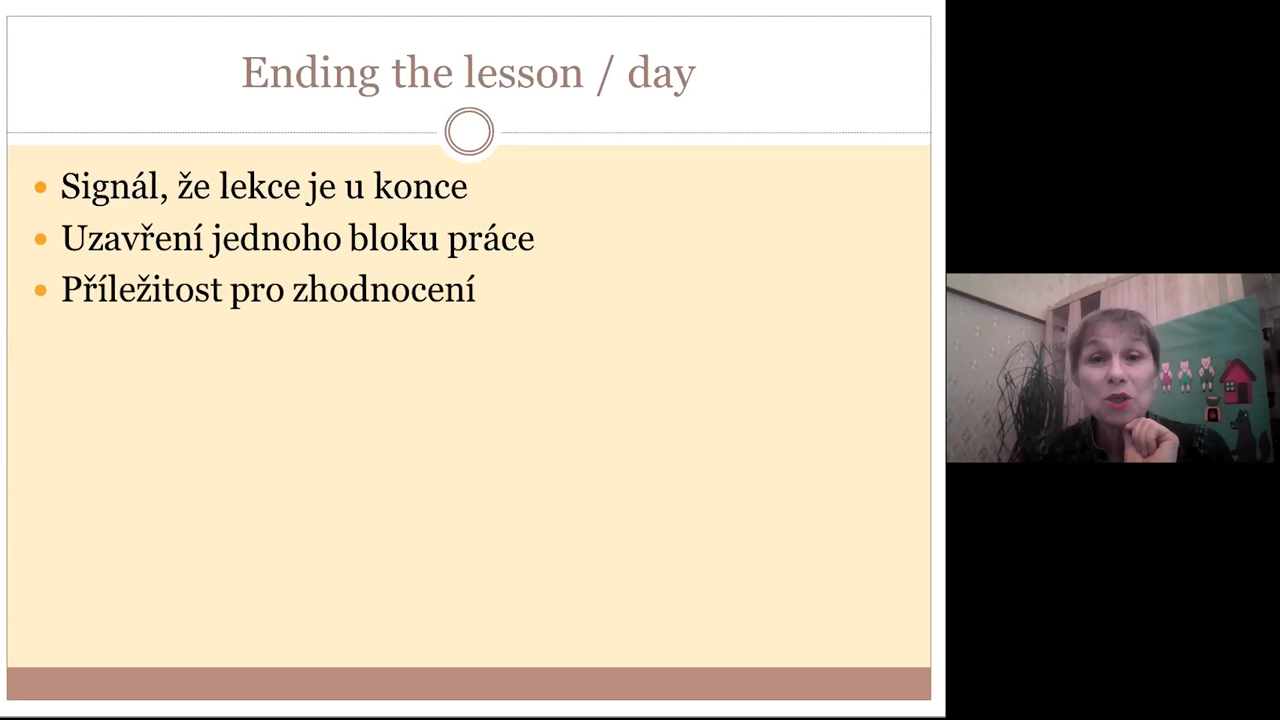 Ending the lesson / day
Signál, že lekce je u konce
Uzavření jednoho bloku práce
Příležitost pro zhodnocení